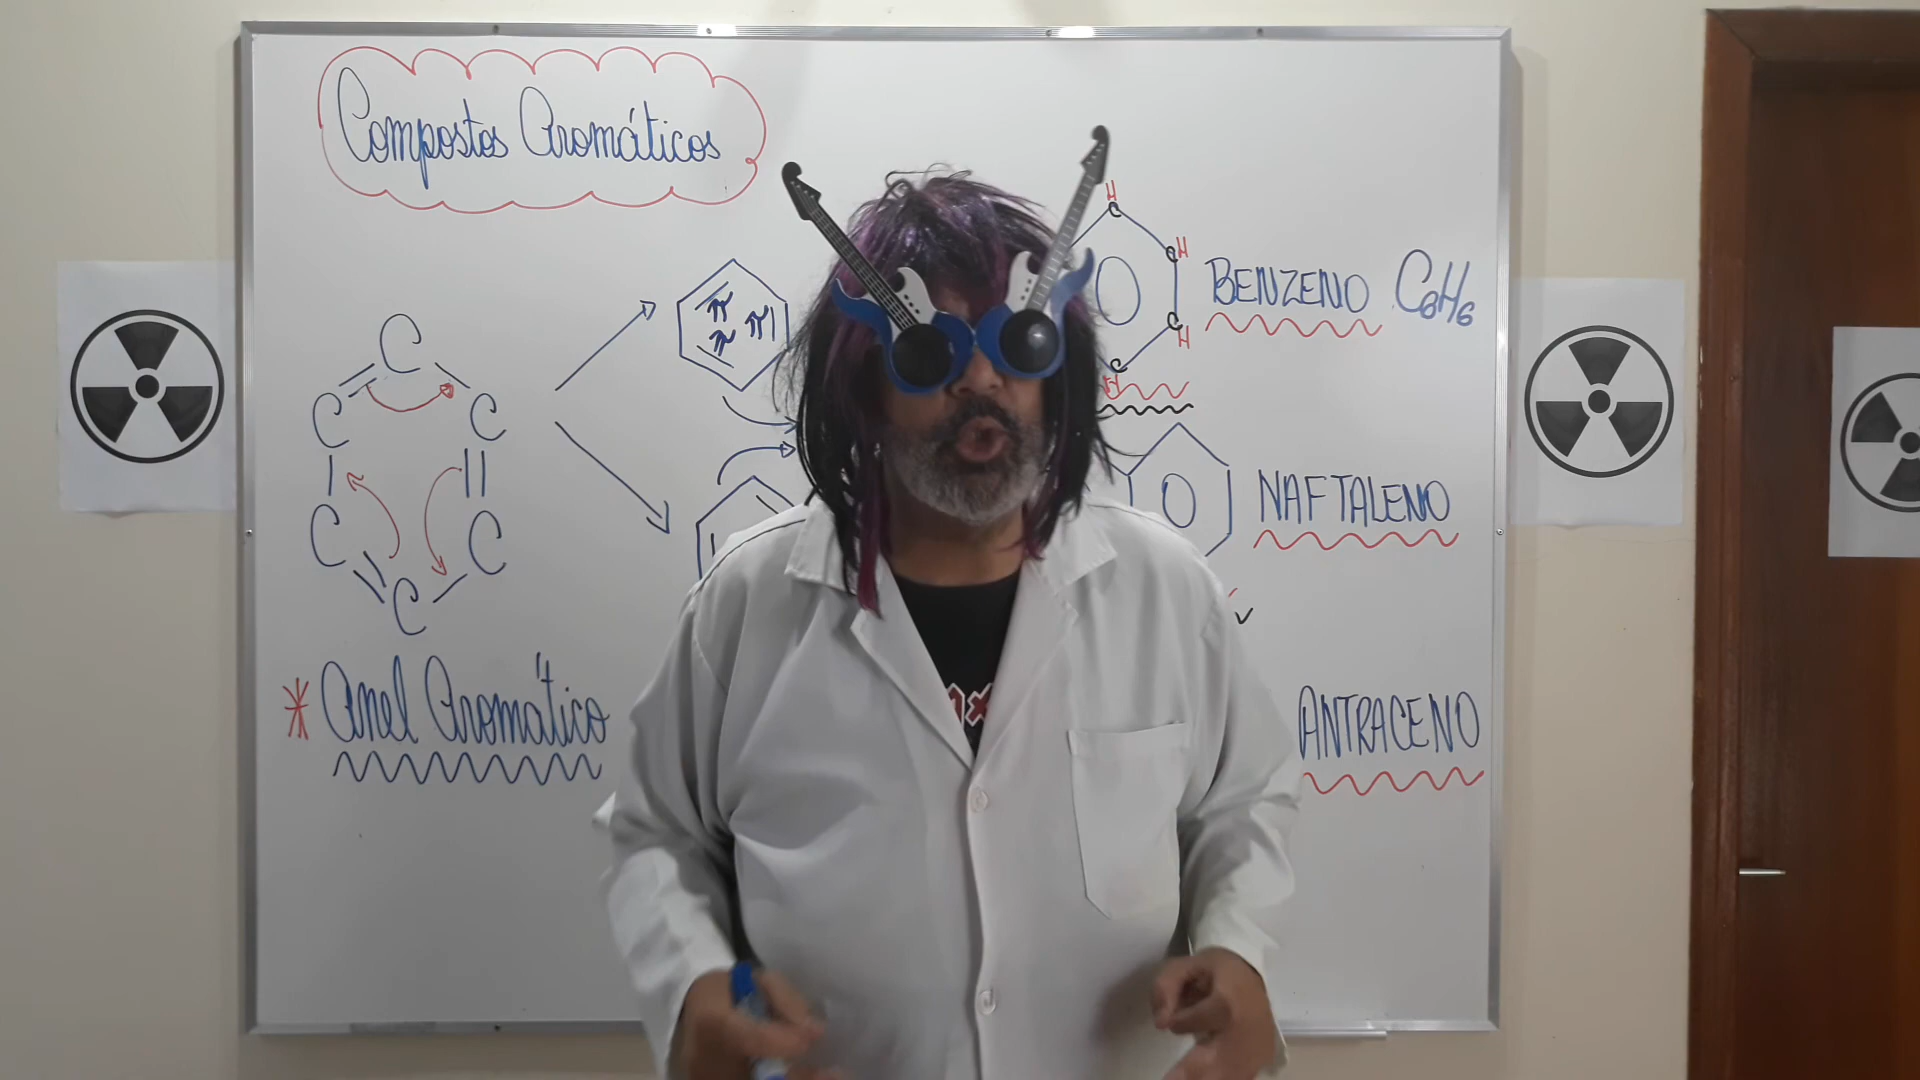 Compostos Aromáticos
H
C
C H
C
H
C
H
BENZENO C6H6
π
π π
C
C C
C C
C
NAFTALENO
* Anel Aromático
ANTRACENO